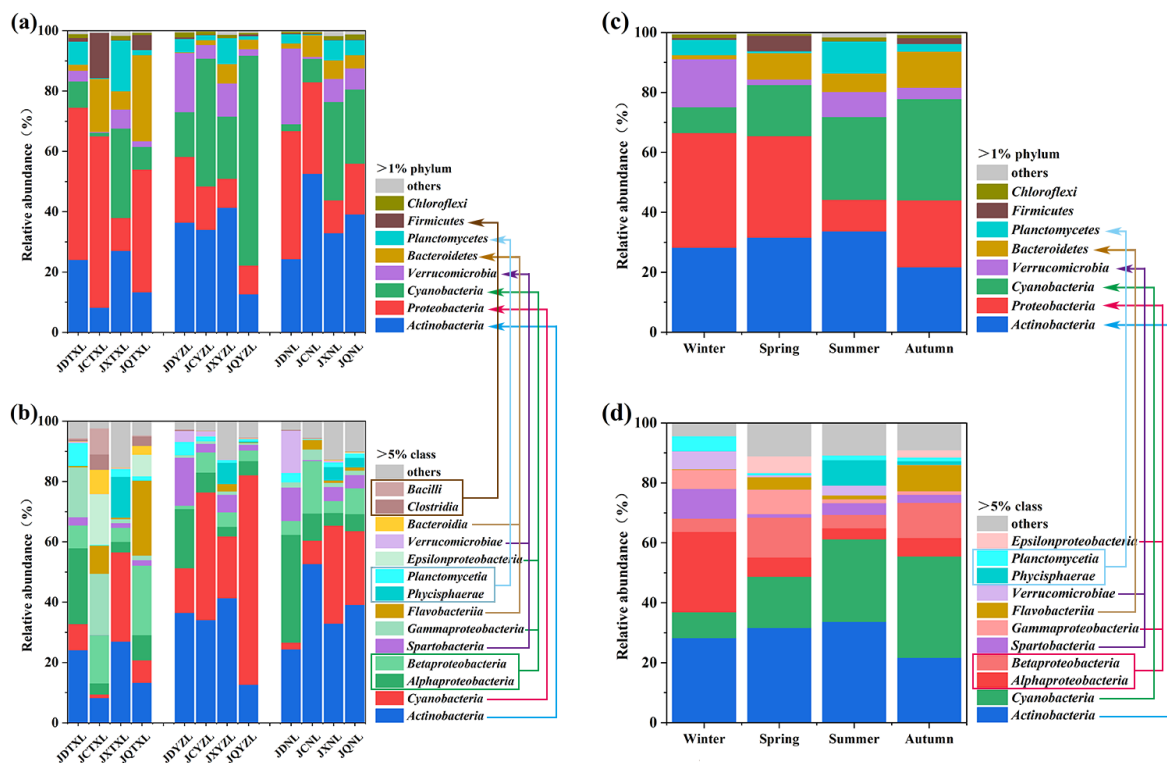 (a)
Relative abundance (%)
100
80
60
40
20
0
JDTXL
JCTXL
JXTXL
JQTXL
JDYZL
JCYZL
JXYZL
JQYZL
JDNL
JCNL
JXNL
JQNL
>1% phylum
others
Chloroflexi
Firmicutes
Planctomycetes
Bacteroidetes
Verrucomicrobia
Cyanobacteria
Proteobacteria
Actinobacteria
(c)
Relative abundance (%)
100
80
60
40
20
0
Winter
Spring
Summer
Autumn
>1% phylum
others
Chloroflexi
Firmicutes
Planctomycetes
Bacteroidetes
Verrucomicrobia
Cyanobacteria
Proteobacteria
Actinobacteria
(b)
Relative abundance (%)
100
80
60
40
20
0
JDTXL
JCTXL
JXTXL
JQTXL
JDYZL
JCYZL
JXYZL
JQYZL
JDNL
JCNL
JXNL
JQNL
>5% class
others
Bacilli
Clostridia
Bacteroidia
Verrucomicrobiae
Epsilonproteobacteria
Planctomycetia
Phycisphaerae
Flavobacteriia
Gammaproteobacteria
Spartobacteria
Betaproteobacteria
Alphaproteobacteria
Cyanobacteria
Actinobacteria
(d)
Relative abundance (%)
100
80
60
40
20
0
Winter
Spring
Summer
Autumn
>5% class
others
Epsilonproteobacteria
Planctomycetia
Phycisphaerae
Verrucomicrobiae
Flavobacteriia
Gammaproteobacteria
Spartobacteria
Betaproteobacteria
Alphaproteobacteria
Cyanobacteria
Actinobacteria